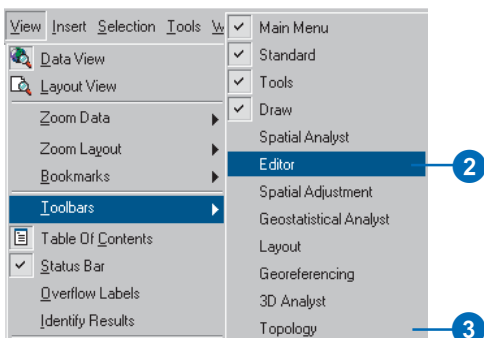 View Insert Selection Tools W
Data View
Layout View
Zoom Data
Zoom Layout
Bookmarks
Toolbars
Table Of Contents
Status Bar
Overflow Labels
Identify Results
Main Menu
Standard
Tools
Draw
Spatial Analyst
Editor
2
Spatial Adjustment
Geostatistical Analyst
Layout
Georeferencing
3D Analyst
Topology
3